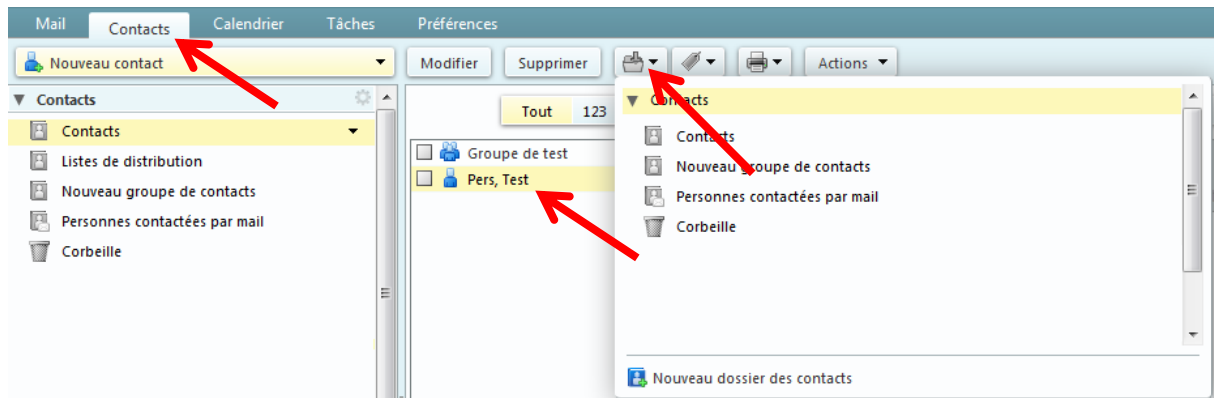 Mail Contacts Calendrier Tâches Préférences
Nouveau contact Modifier Supprimer Actions
Contacts
Contacts
Listes de distribution
Nouveau groupe de contacts
Personnes contactées par mail
Corbeille
Tout 123
Groupe de test
Pers, Test
Contacts
Contacts
Nouveau groupe de contacts
Personnes contactées par mail
Corbeille
Nouveau dossier des contacts